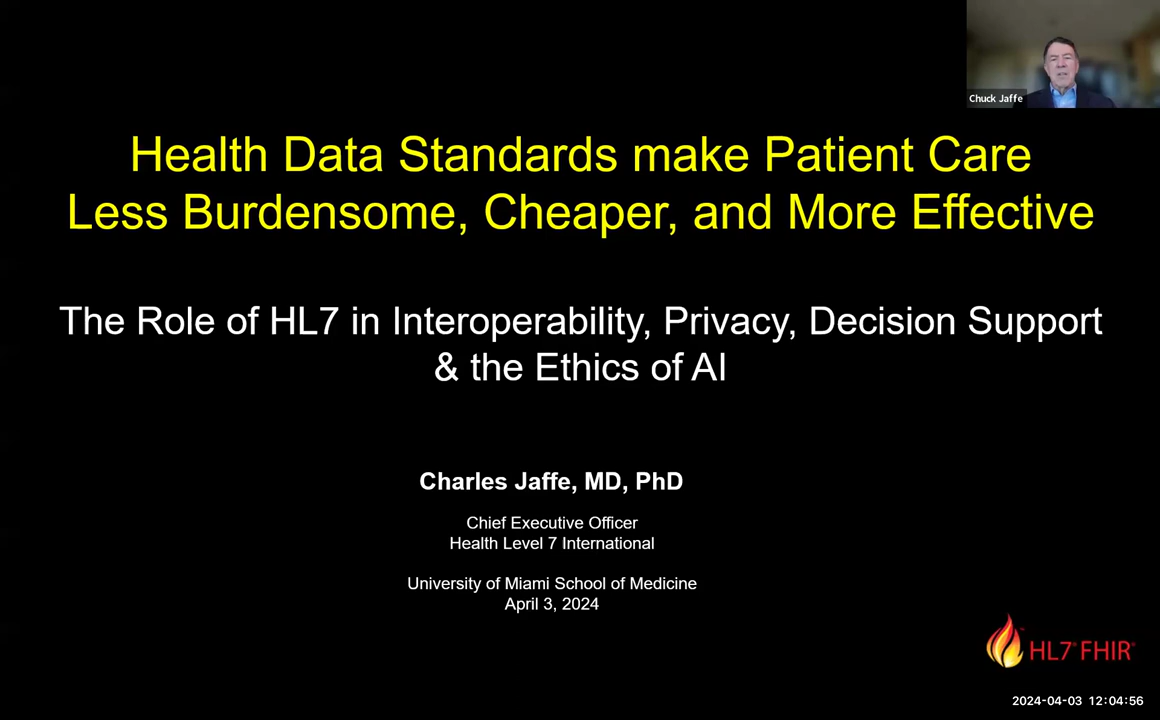 Chuck Jaffe
Health Data Standards make Patient Care
Less Burdensome, Cheaper, and More Effective
The Role of HL7 in Interoperability, Privacy, Decision Support
& the Ethics of AI
Charles Jaffe, MD, PhD
Chief Executive Officer
Health Level 7 International
University of Miami School of Medicine
April 3, 2024
HL7® FHIR®
2024-04-03 12:04:56